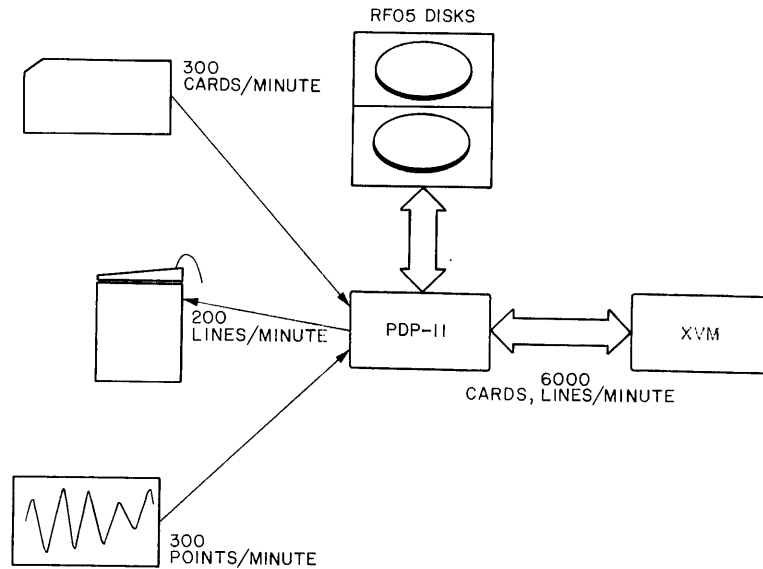 RF05 DISKS
300
CARDS/MINUTE
200
LINES/MINUTE
PDP-11
XVM
6000
CARDS, LINES/MINUTE
300
POINTS/MINUTE